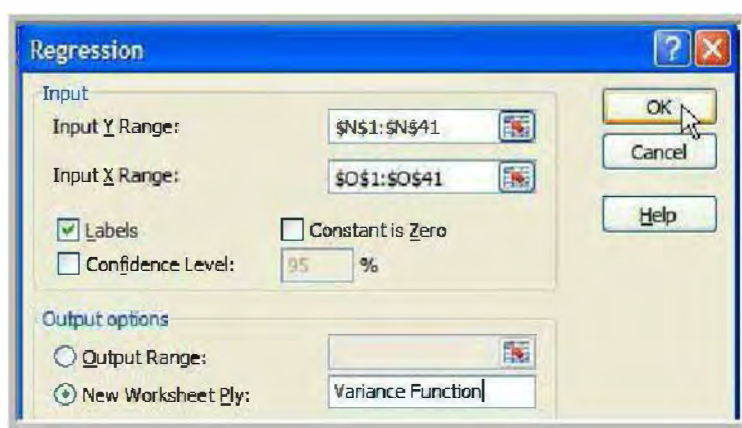 Regression
Input
Input Y Range: $N$1:$N$41
OK
Cancel
Input X Range: $O$1:$O$41
Help
Labels Constant is Zero
Confidence Level: 95 %
Output options
Output Range:
New Worksheet Ply: Variance Function